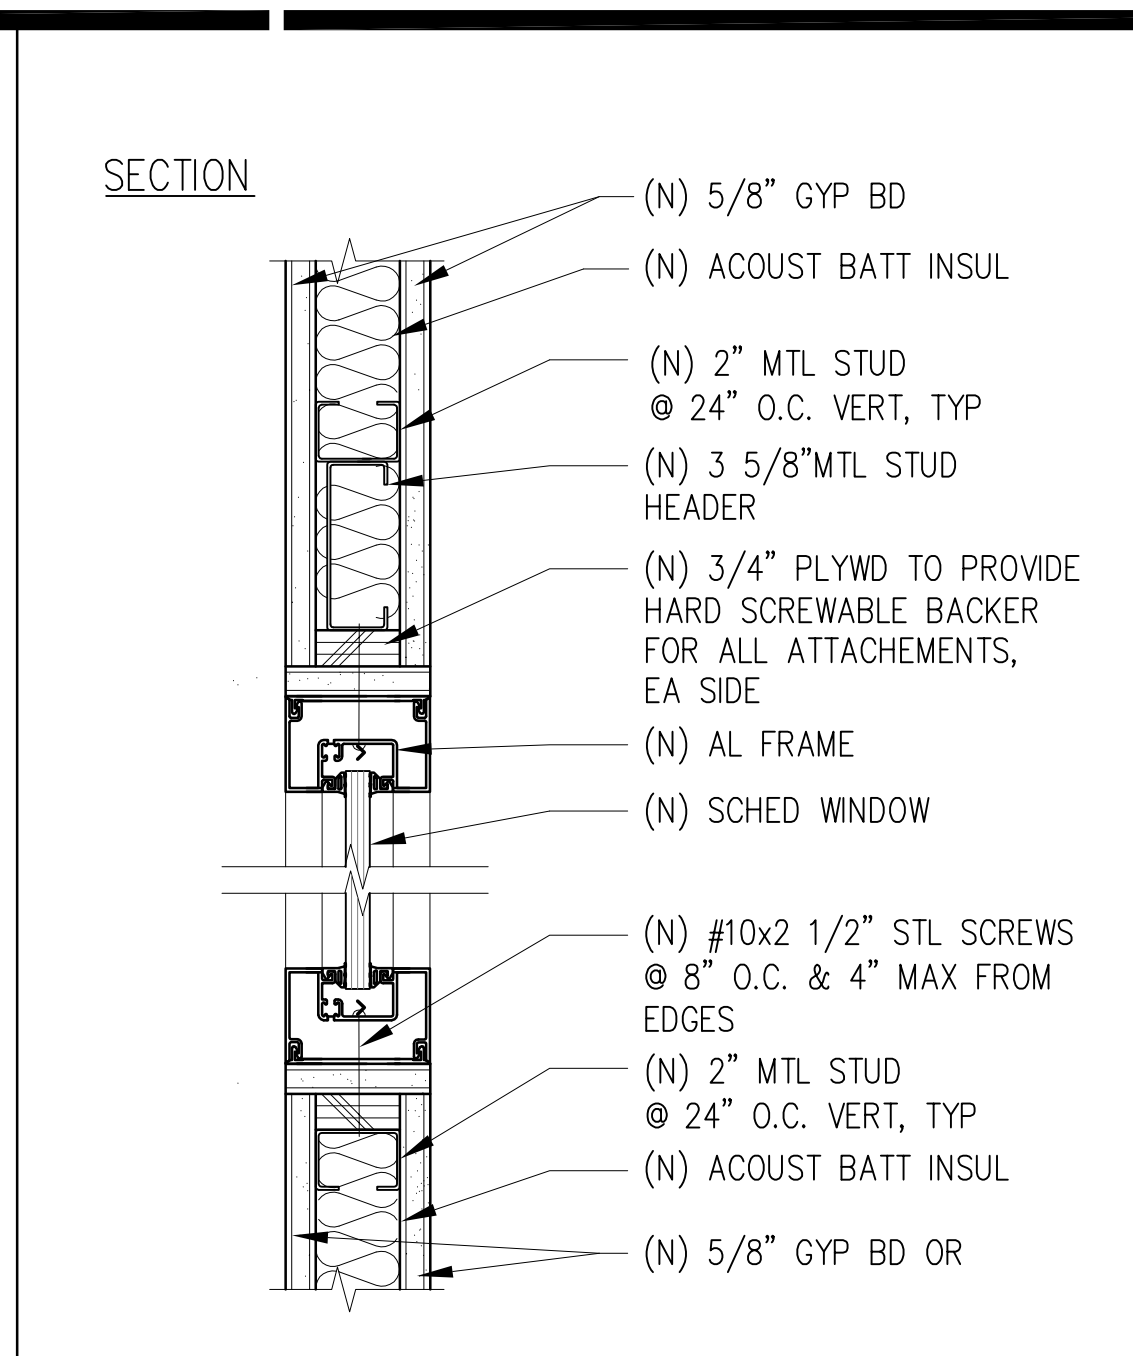 SECTION
(N) 5/8" GYP BD
(N) ACOUST BATT INSUL
(N) 2" MTL STUD
@ 24" O.C. VERT, TYP
(N) 3 5/8"MTL STUD
HEADER
(N) 3/4" PLYWD TO PROVIDE
HARD SCREWABLE BACKER
FOR ALL ATTACHEMENTS,
EA SIDE
(N) AL FRAME
(N) SCHED WINDOW
(N) #10x2 1/2" STL SCREWS
@ 8" O.C. & 4" MAX FROM
EDGES
(N) 2" MTL STUD
@ 24" O.C. VERT, TYP
(N) ACOUST BATT INSUL
(N) 5/8" GYP BD OR